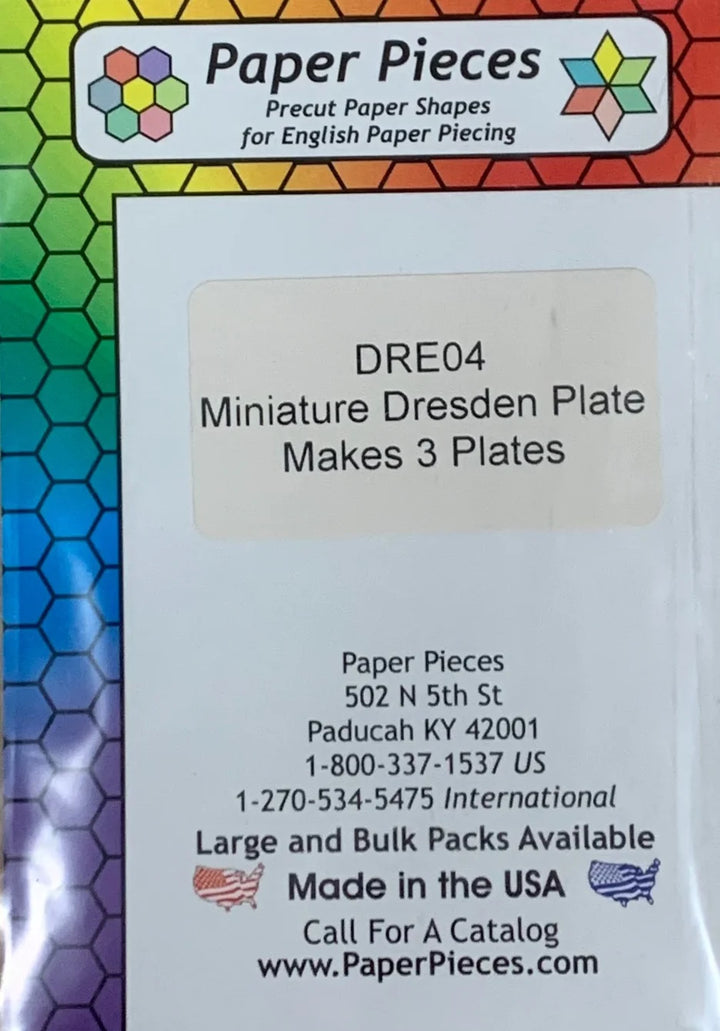 Paper Pieces
Precut Paper Shapes
for English Paper Piecing
DRE04
Miniature Dresden Plate
Makes 3 Plates
Paper Pieces
502 N 5th St
Paducah KY 42001
1-800-337-1537 US
1-270-534-5475 International
Large and Bulk Packs Available
Made in the USA
Call For A Catalog
www.PaperPieces.com